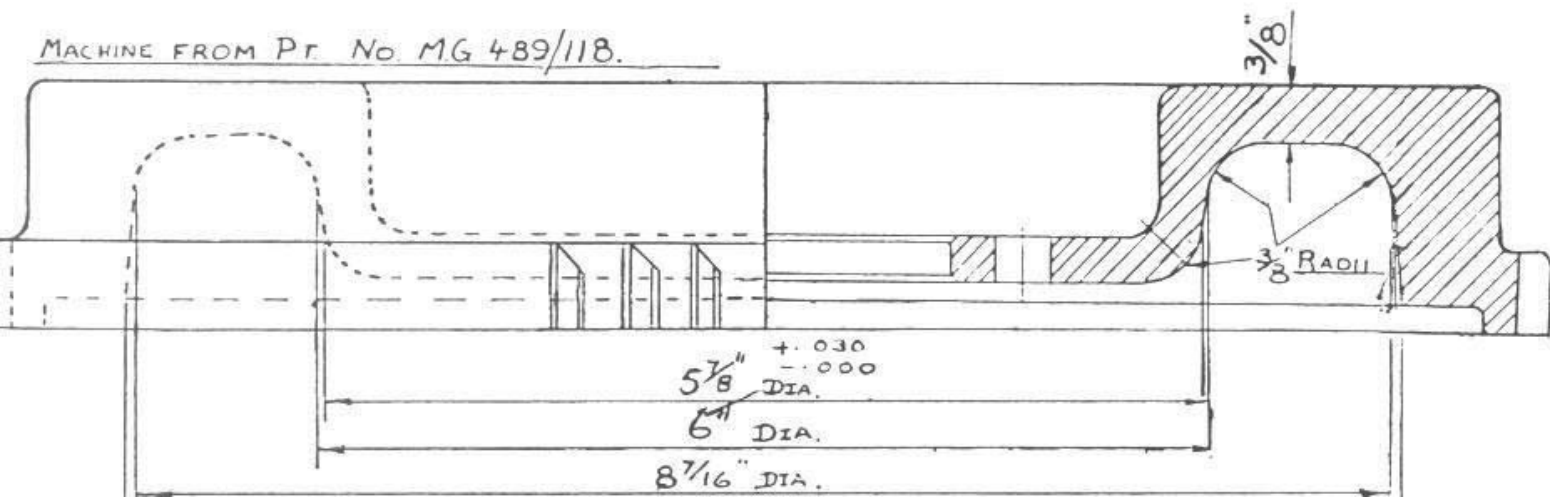 MACHINE FROM PT. NO. MG 489/118.
3/8"
3/8" RADII
+.030
-.000
5 7/8" DIA.
6" DIA.
8 7/16" DIA.